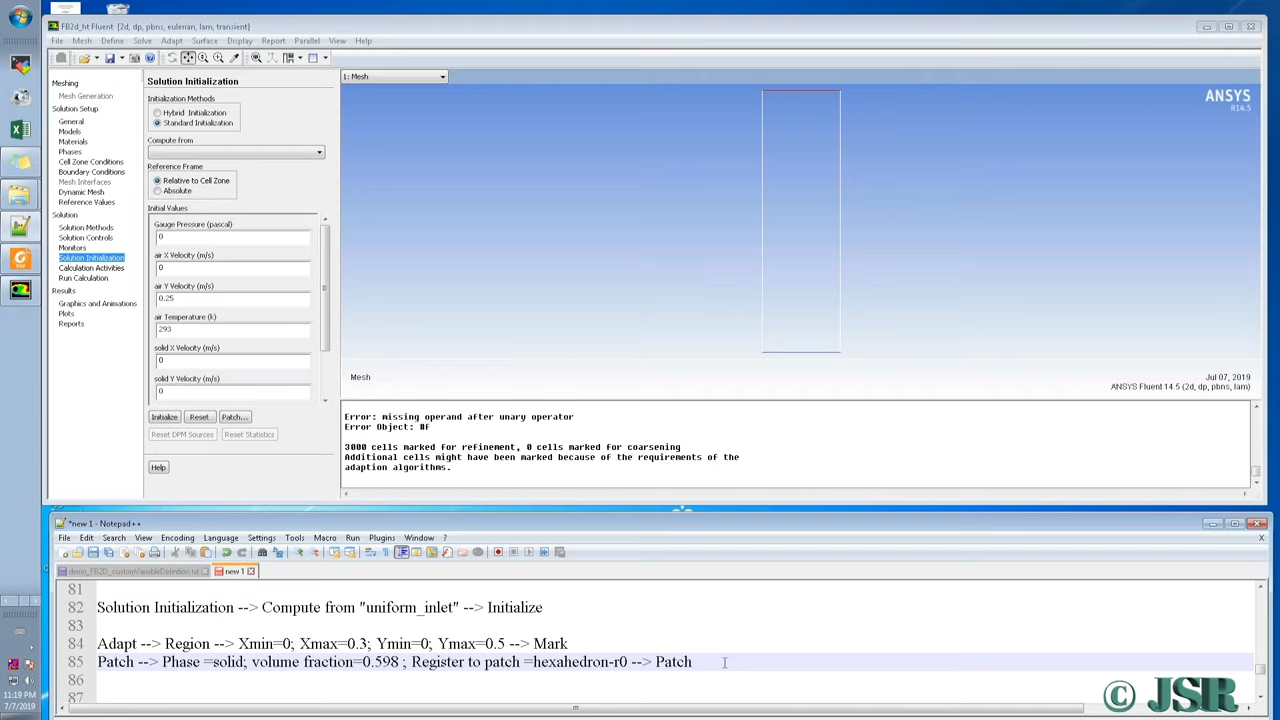 FB2d_ht Fluent [2d, dp, pbns, eulerian, lam, transient]
File Mesh Define Solve Adapt Surface Display Report Parallel View Help
Meshing
Mesh Generation
Solution Setup
General
Models
Materials
Phases
Cell Zone Conditions
Boundary Conditions
Mesh Interfaces
Dynamic Mesh
Reference Values
Solution
Solution Methods
Solution Controls
Monitors
Solution Initialization
Calculation Activities
Run Calculation
Results
Graphics and Animations
Plots
Reports
Solution Initialization
Initialization Methods
Hybrid Initialization
Standard Initialization
Compute from
Reference Frame
Relative to Cell Zone
Absolute
Initial Values
Gauge Pressure (pascal)
0
air X Velocity (m/s)
0
air Y Velocity (m/s)
0.25
air Temperature (k)
293
solid X Velocity (m/s)
0
solid Y Velocity (m/s)
0
Initialize Reset Patch...
Reset DPM Sources Reset Statistics
Help
1: Mesh
ANSYS
R14.5
Mesh
Jul 07, 2019
ANSYS Fluent 14.5 (2d, dp, pbns, lam)
Error: missing operand after unary operator
Error Object: #f
3000 cells marked for refinement, 0 cells marked for coarsening
Additional cells might have been marked because of the requirements of the
adaption algorithms.
*new 1 - Notepad++
File Edit Search View Encoding Language Settings Tools Macro Run Plugins Window ?
X
demo_FB2D_customVariableDefinition.txt new 1
81
82 Solution Initialization --> Compute from "uniform_inlet" --> Initialize
83
84 Adapt --> Region --> Xmin=0; Xmax=0.3; Ymin=0; Ymax=0.5 --> Mark
85 Patch --> Phase =solid; volume fraction=0.598 ; Register to patch =hexahedron-r0 --> Patch
86
87
11:19 PM
7/7/2019
© JSR